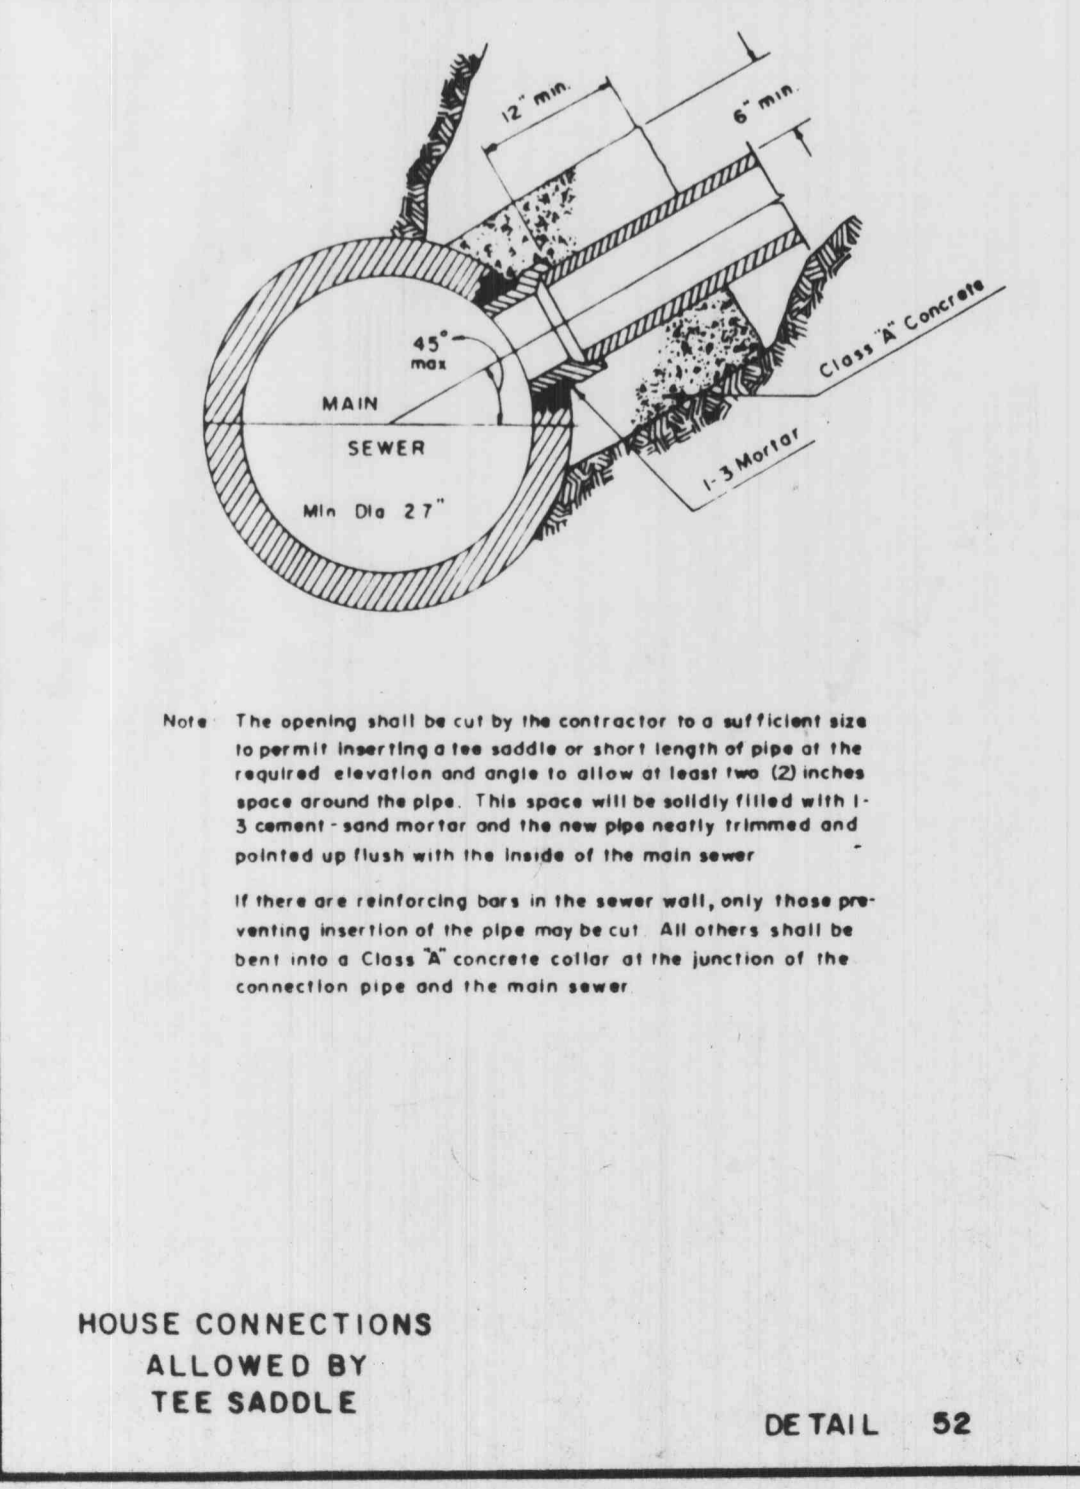 12" min.
6" min.
45°
max
MAIN
SEWER
Min Dia 27"
Class "A" Concrete
1-3 Mortar
Note The opening shall be cut by the contractor to a sufficient size
to permit inserting a tee saddle or short length of pipe at the
required elevation and angle to allow at least two (2) inches
space around the pipe. This space will be solidly filled with 1-
3 cement-sand mortar and the new pipe neatly trimmed and
pointed up flush with the inside of the main sewer
If there are reinforcing bars in the sewer wall, only those pre-
venting insertion of the pipe may be cut. All others shall be
bent into a Class "A" concrete collar at the junction of the
connection pipe and the main sewer
HOUSE CONNECTIONS
ALLOWED BY
TEE SADDLE
DETAIL 52